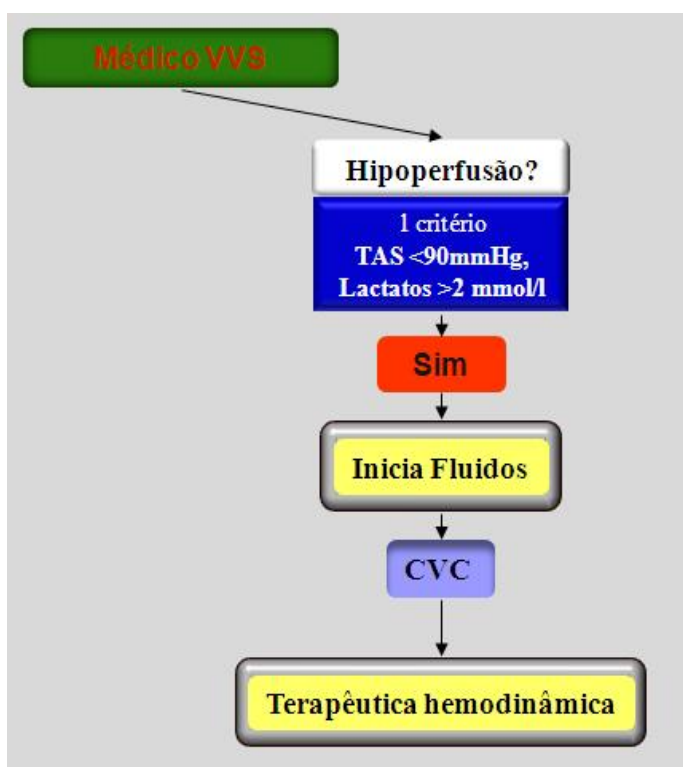 Médico VVS
Hipoperfusão?
1 critério
TAS <90mmHg,
Lactatos >2 mmol/l
Sim
Inicia Fluidos
CVC
Terapêutica hemodinâmica